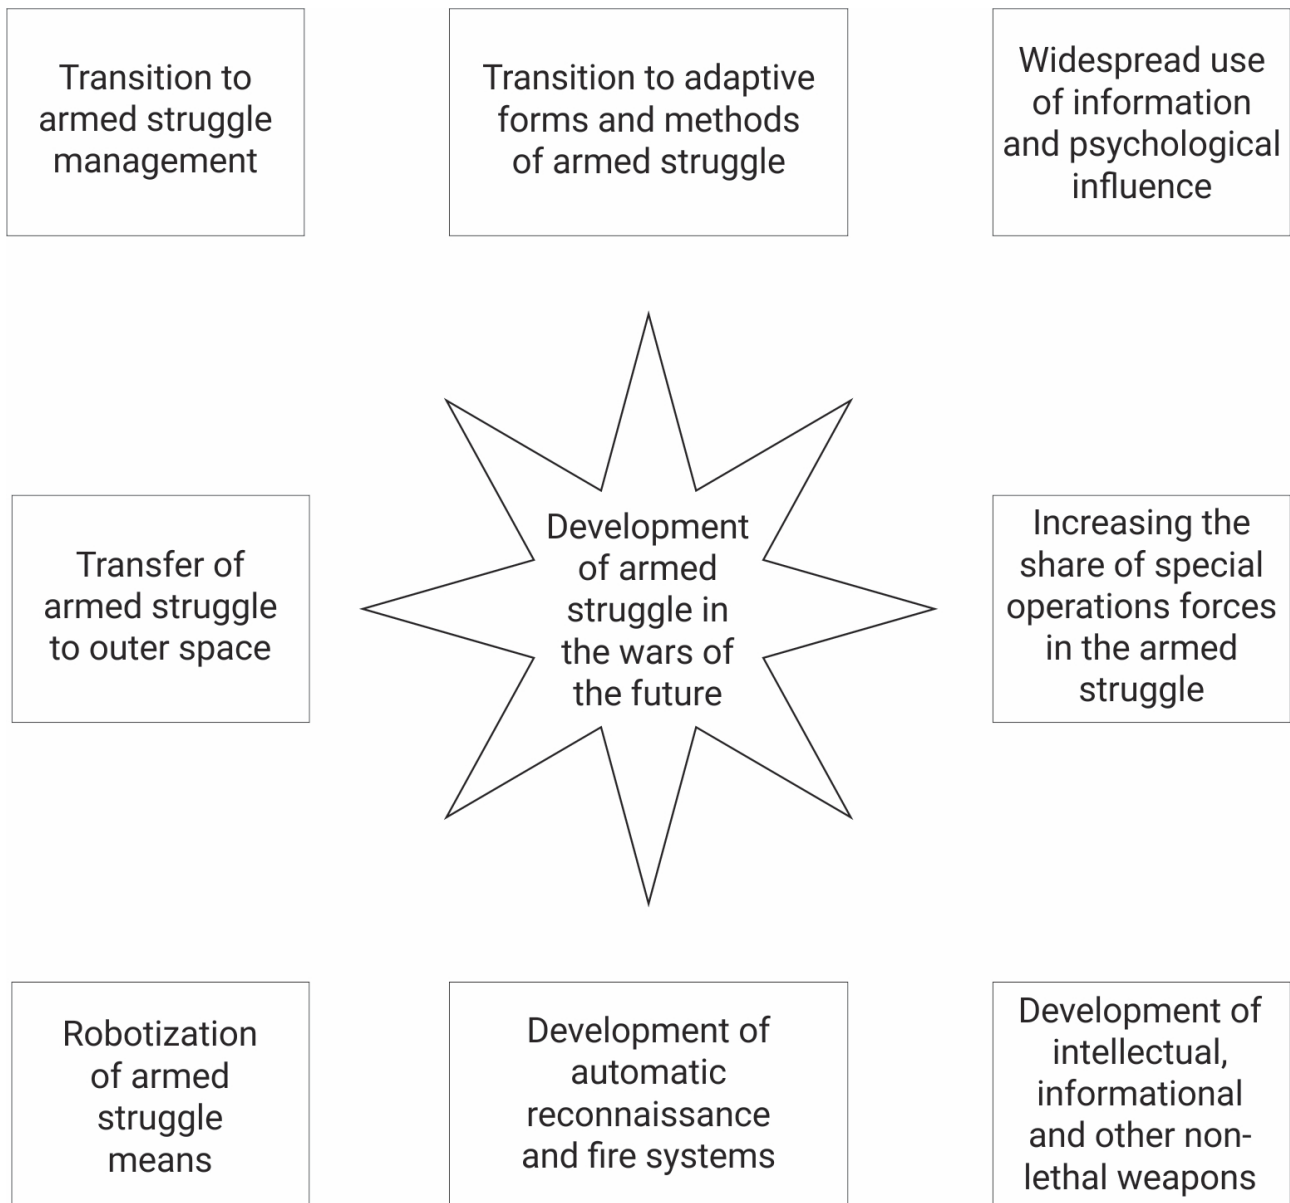 Transition to
armed struggle
management
Transition to adaptive
forms and methods
of armed struggle
Widespread use
of information
and psychological
influence
Transfer of
armed struggle
to outer space
Development
of armed
struggle in
the wars of
the future
Increasing the
share of special
operations forces
in the armed
struggle
Robotization
of armed
struggle
means
Development of
automatic
reconnaissance
and fire systems
Development of
intellectual,
informational
and other non-
lethal weapons